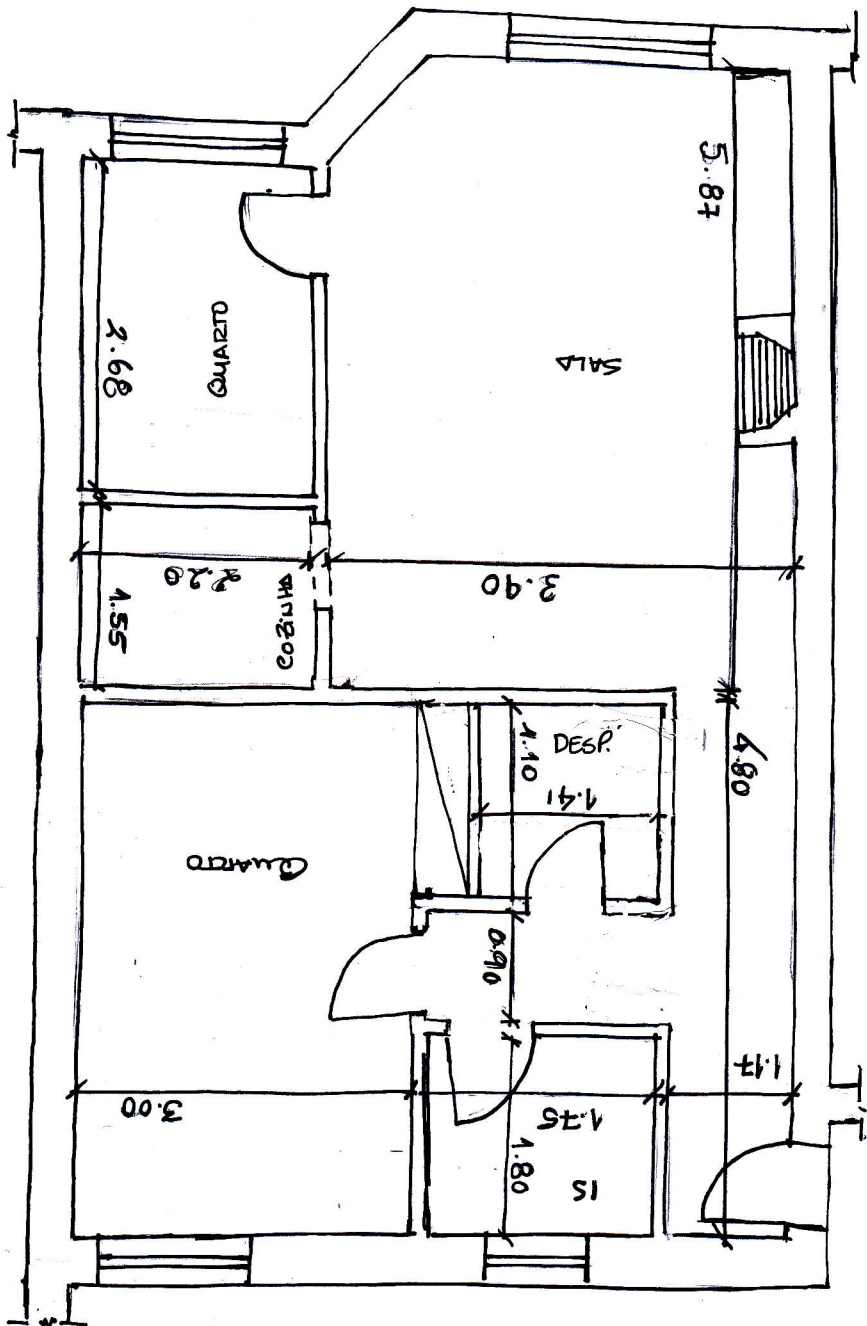 5.87
SALA
QUARTO
2.68
2.20
COZINHA
1.55
3.40
4.80
1.10
DESP.
1.41
QUARTO
0.90
3.00
1.75
1.80
IS
1.17